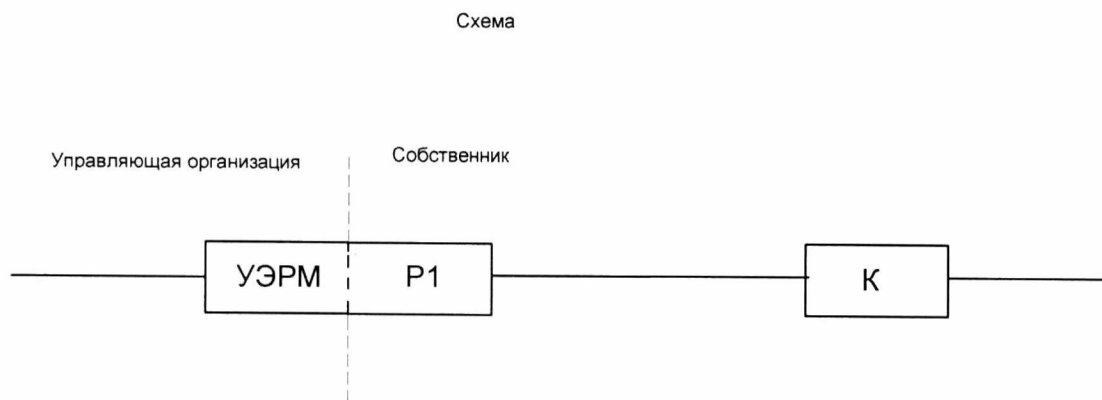 Схема
Управляющая организация
Собственник
УЭРМ
Р1
К